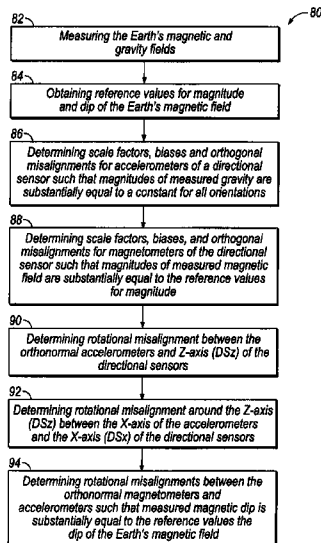 80
82
Measuring the Earth's magnetic and
gravity fields
84
Obtaining reference values for magnitude
and dip of the Earth's magnetic field
86
Determining scale factors, biases and orthogonal
misalignments for accelerometers of a directional
sensor such that magnitudes of measured gravity are
substantially equal to a constant for all orientations
88
Determining scale factors, biases, and orthogonal
misalignments for magnetometers of the directional
sensor such that magnitudes of measured magnetic
field are substantially equal to the reference values
for magnitude
90
Determining rotational misalignment between the
orthonormal accelerometers and Z-axis (DSz) of the
directional sensors
92
Determining rotational misalignment around the Z-axis
(DSz) between the X-axis of the accelerometers
and the X-axis (DSx) of the directional sensors
94
Determining rotational misalignments between the
orthonormal magnetometers and
accelerometers such that measured magnetic dip is
substantially equal to the reference values the
dip of the Earth's magnetic field